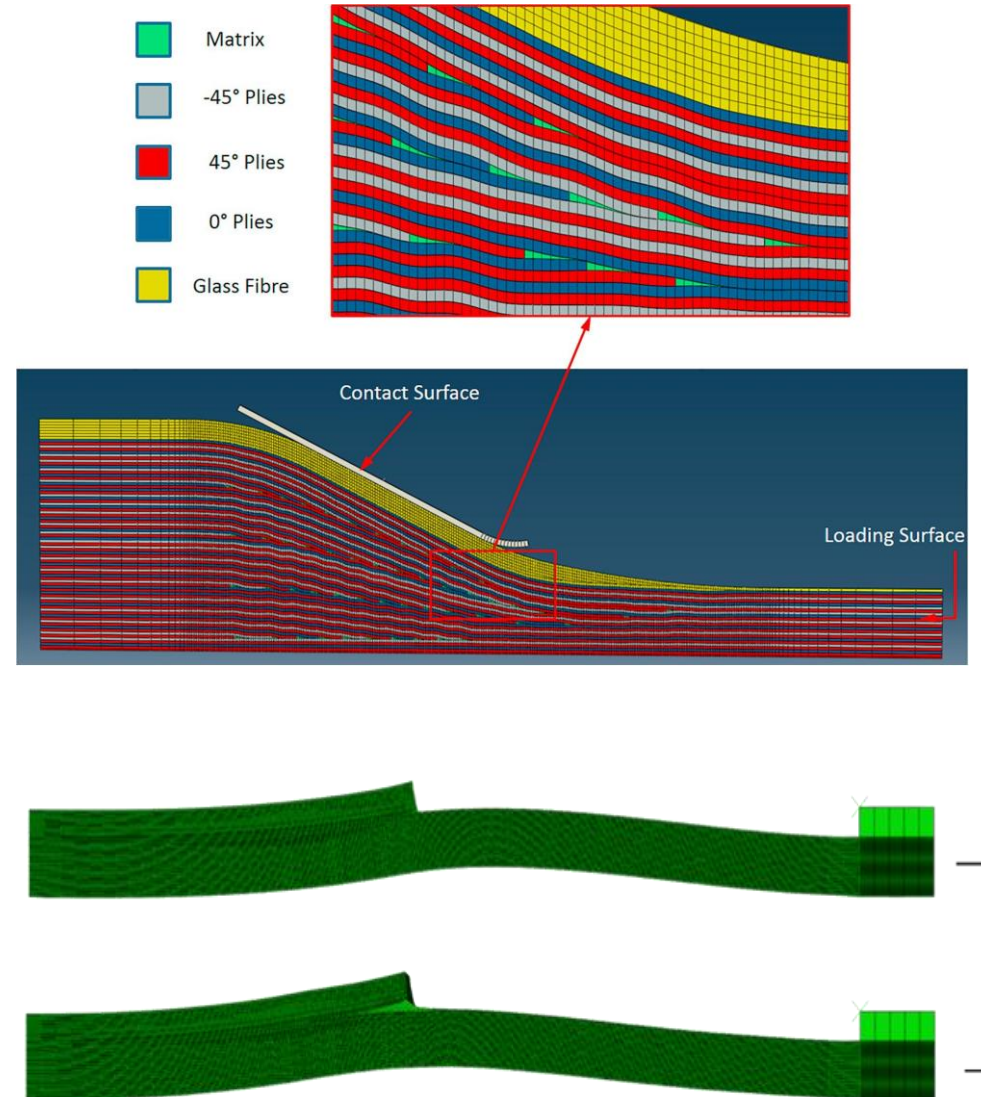 Matrix
-45° Plies
45° Plies
0° Plies
Glass Fibre
Contact Surface
Loading Surface